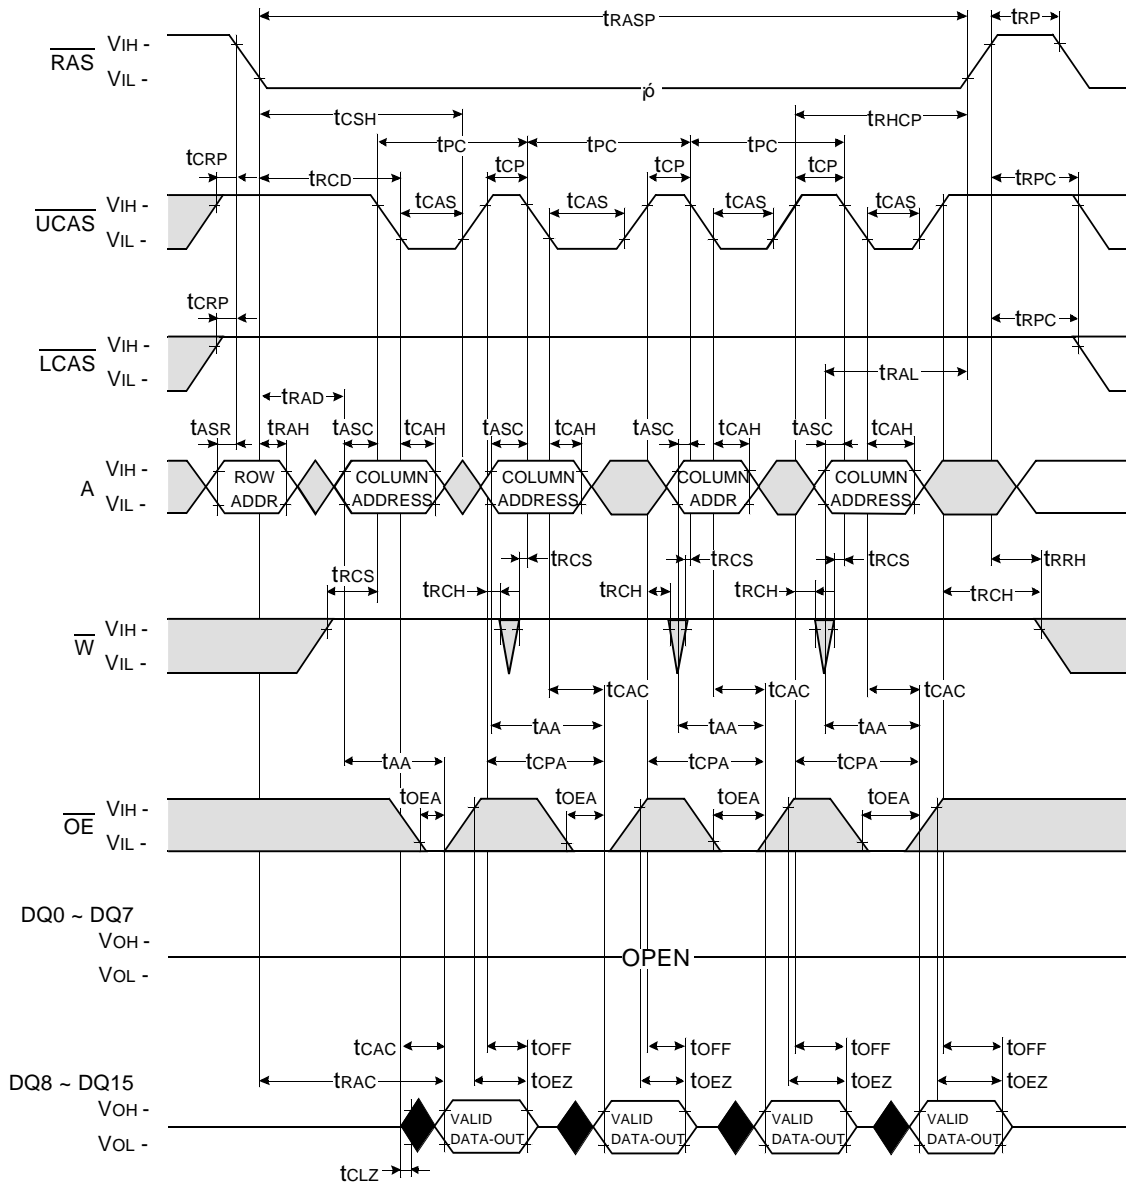 tRASP tRP
RAS VIH -
VIL -
¡ó
tCSH tRHCP
tPC tPC tPC
tCRP tCP tCP tCP
tRCD tRPC
UCAS VIH - tCAS tCAS tCAS tCAS
VIL -
tCRP
tRPC
LCAS VIH -
VIL -
tRAL
tRAD
tASR tRAH tASC tCAH tASC tCAH tASC tCAH tASC tCAH
A VIH -
VIL -
ROW ADDR
COLUMN ADDRESS
COLUMN ADDRESS
COLUMN ADDR
COLUMN ADDRESS
tRCS tRCS tRCS tRCS tRRH
tRCH tRCH tRCH tRCH
W VIH -
VIL -
tCAC tCAC tCAC
tAA tAA tAA
tAA tCPA tCPA tCPA
tOEA tOEA tOEA tOEA
OE VIH -
VIL -
DQ0 ~ DQ7
VOH -
VOL -
OPEN
tCAC tOFF tOFF tOFF tOFF
tRAC tOEZ tOEZ tOEZ tOEZ
DQ8 ~ DQ15
VOH -
VOL -
VALID DATA-OUT
VALID DATA-OUT
VALID DATA-OUT
VALID DATA-OUT
tCLZ